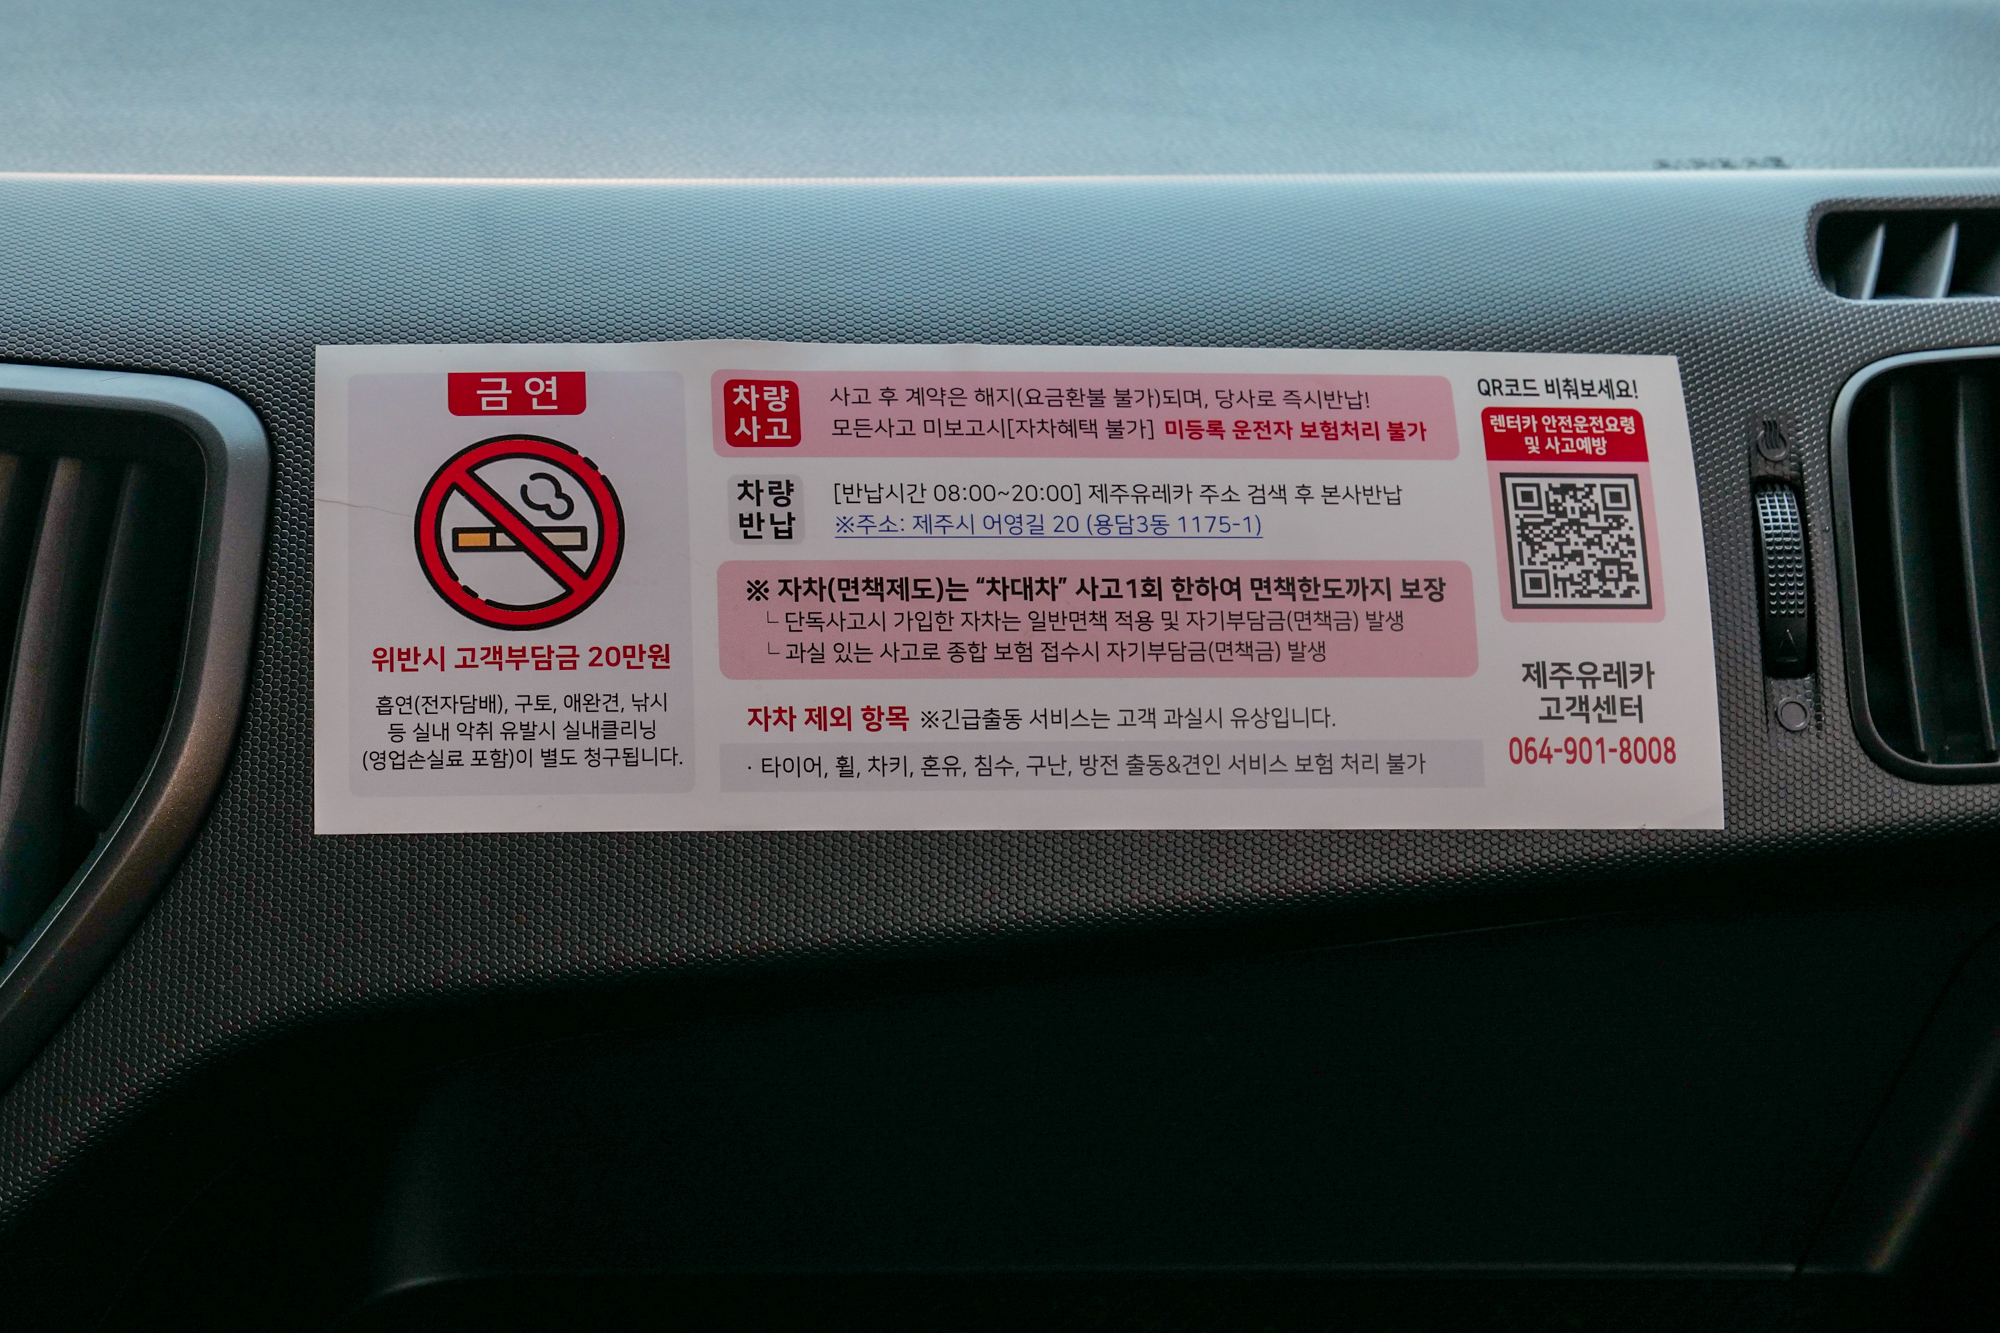 금연
위반시 고객부담금 20만원
흡연(전자담배), 구토, 애완견, 낚시
등 실내 악취 유발시 실내클리닝
(영업손실료 포함)이 별도 청구됩니다.
차량
사고
사고 후 계약은 해지(요금환불 불가)되며, 당사로 즉시반납!
모든사고 미보고시[자차혜택 불가] 미등록 운전자 보험처리 불가
차량
반납
[반납시간 08:00~20:00] 제주유레카 주소 검색 후 본사반납
※주소: 제주시 어영길 20 (용담3동 1175-1)
※ 자차(면책제도)는 “차대차” 사고1회 한하여 면책한도까지 보장
└ 단독사고시 가입한 자차는 일반면책 적용 및 자기부담금(면책금) 발생
└ 과실 있는 사고로 종합 보험 접수시 자기부담금(면책금) 발생
자차 제외 항목 ※긴급출동 서비스는 고객 과실시 유상입니다.
· 타이어, 휠, 차키, 혼유, 침수, 구난, 방전 출동&견인 서비스 보험 처리 불가
QR코드 비춰보세요!
렌터카 안전운전요령
및 사고예방
제주유레카
고객센터
064-901-8008